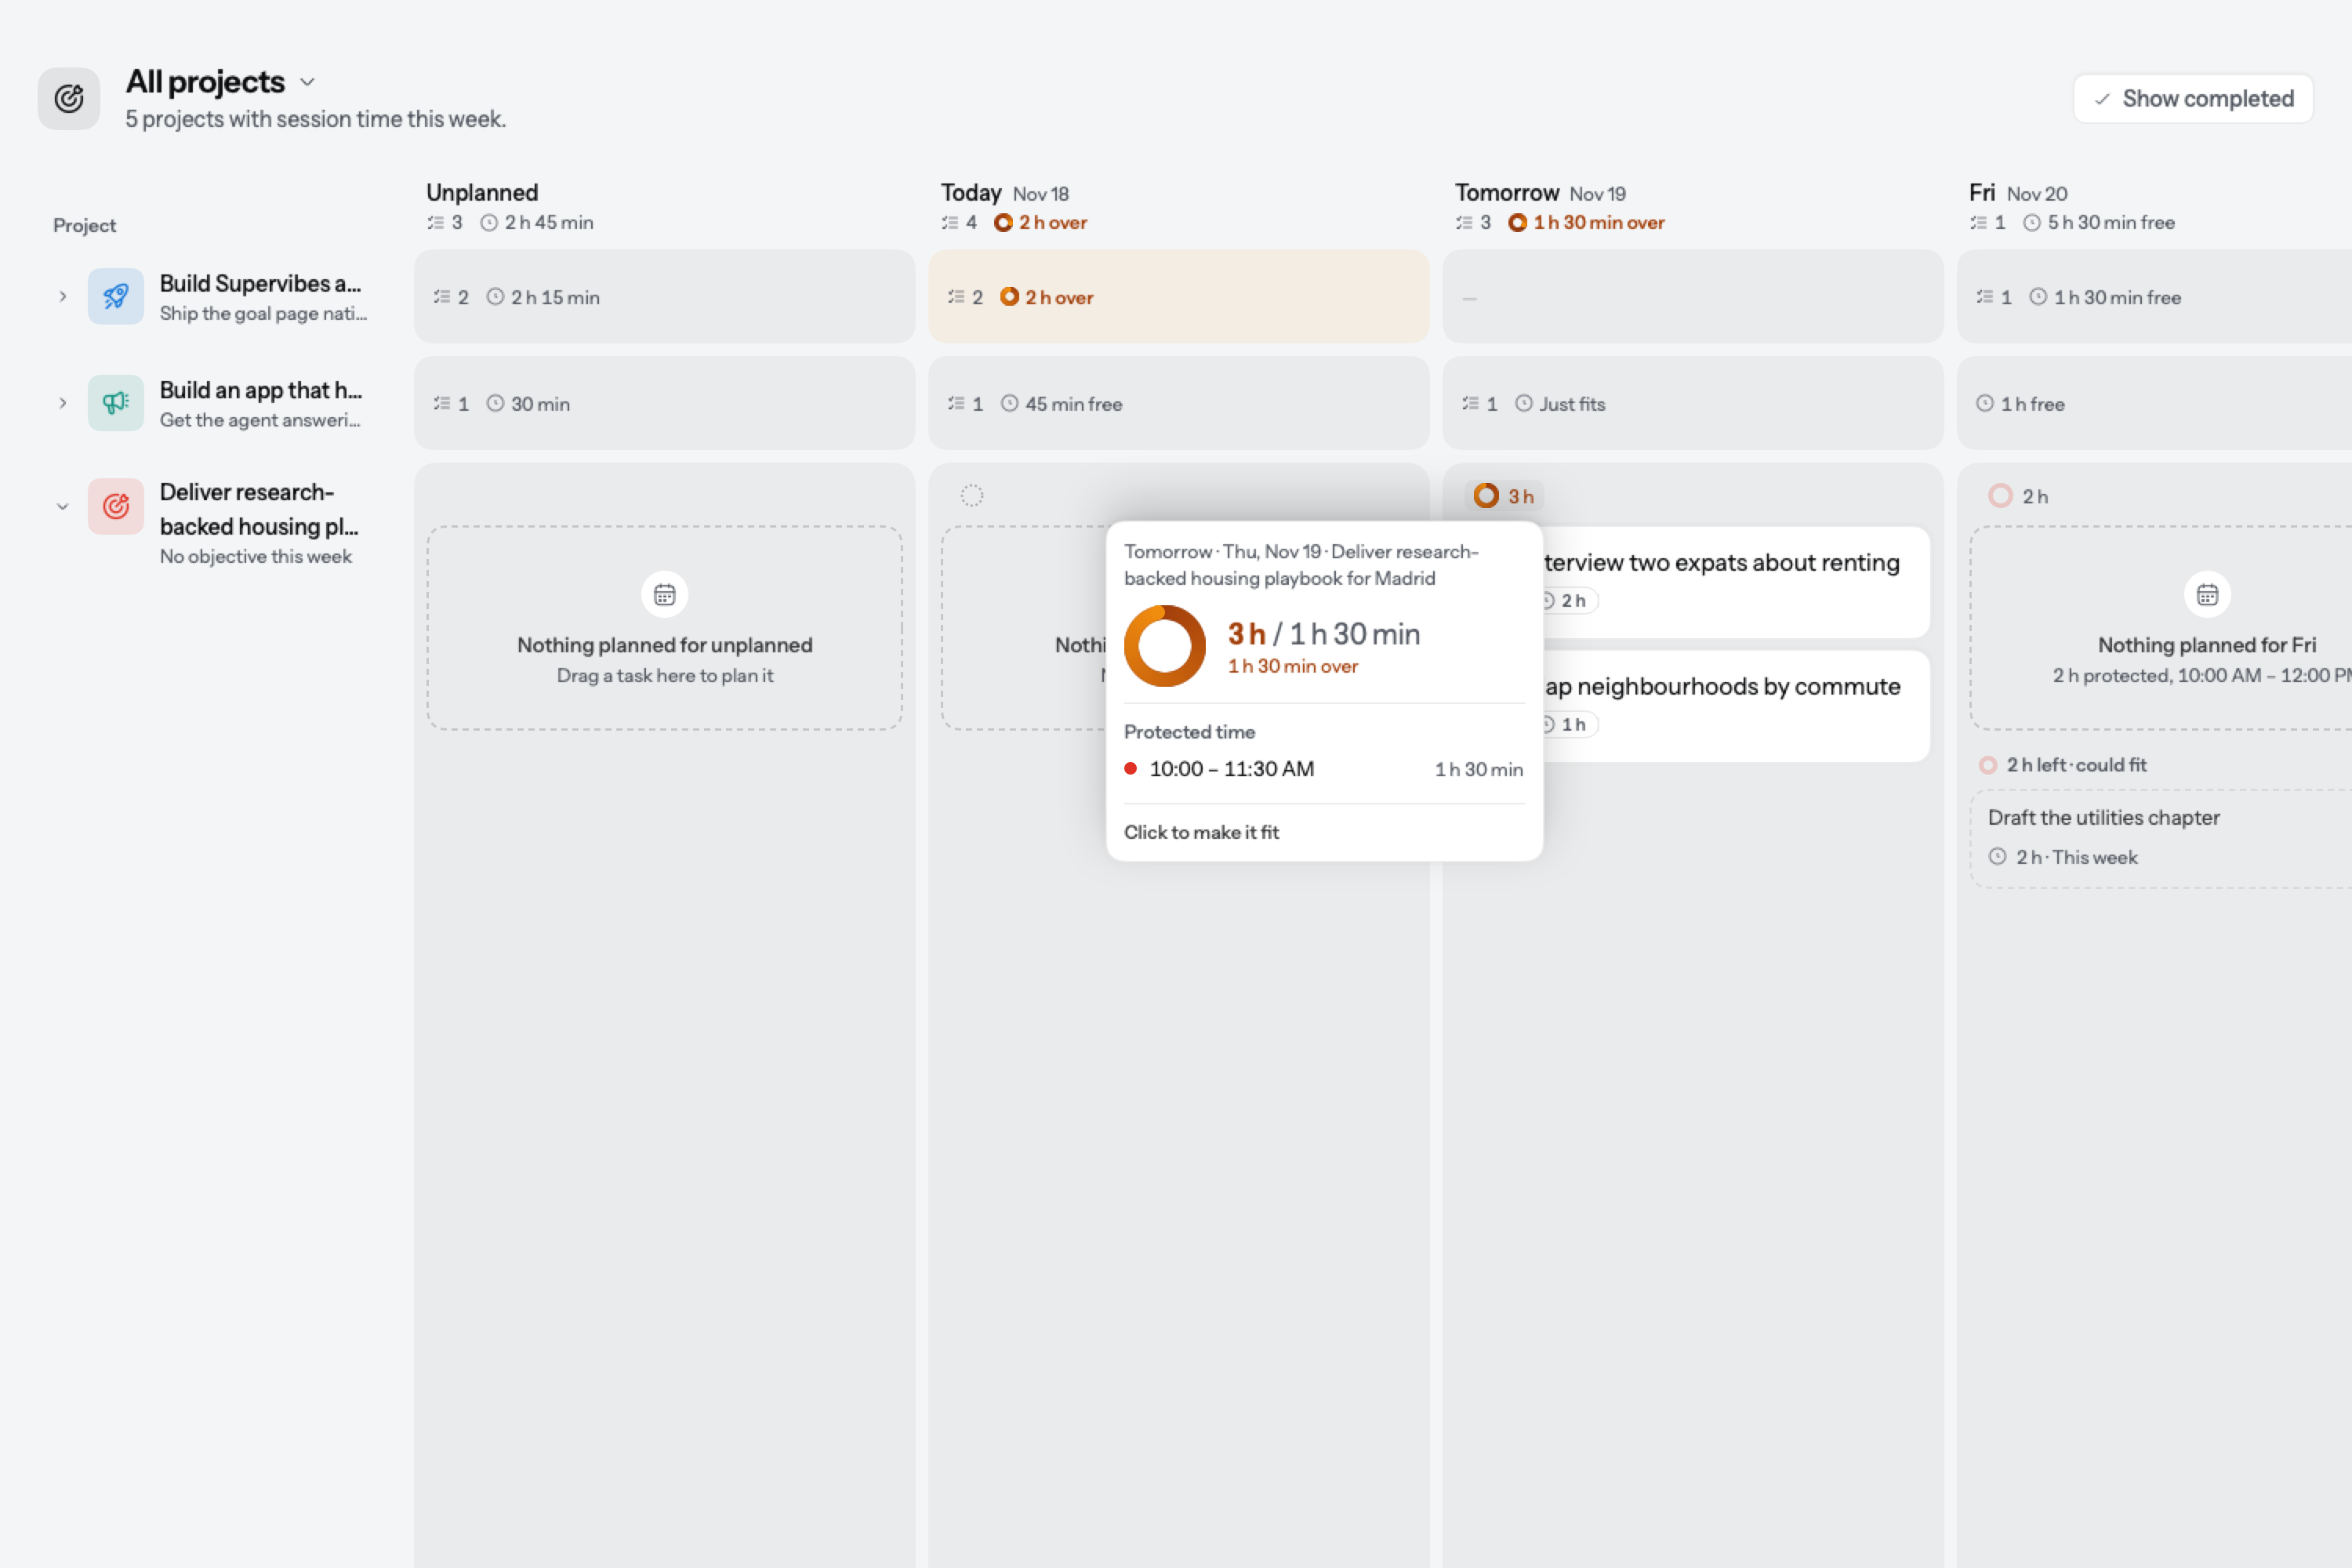 All projects
5 projects with session time this week.
Show completed
Project
Unplanned
3 2 h 45 min
Today Nov 18
4 2 h over
Tomorrow Nov 19
3 1 h 30 min over
Fri Nov 20
1 5 h 30 min free
Build Supervibes a...
Ship the goal page nati...
2 2 h 15 min
2 2 h over
–
1 1 h 30 min free
Build an app that h...
Get the agent answeri...
1 30 min
1 45 min free
1 Just fits
1 h free
Deliver research-
backed housing pl...
No objective this week
Nothing planned for unplanned
Drag a task here to plan it
3 h
terview two expats about renting
2 h
ap neighbourhoods by commute
1 h
Tomorrow · Thu, Nov 19 · Deliver research-
backed housing playbook for Madrid
3 h / 1 h 30 min
1 h 30 min over
Protected time
10:00 – 11:30 AM 1 h 30 min
Click to make it fit
2 h
Nothing planned for Fri
2 h protected, 10:00 AM – 12:00 PM
2 h left · could fit
Draft the utilities chapter
2 h · This week